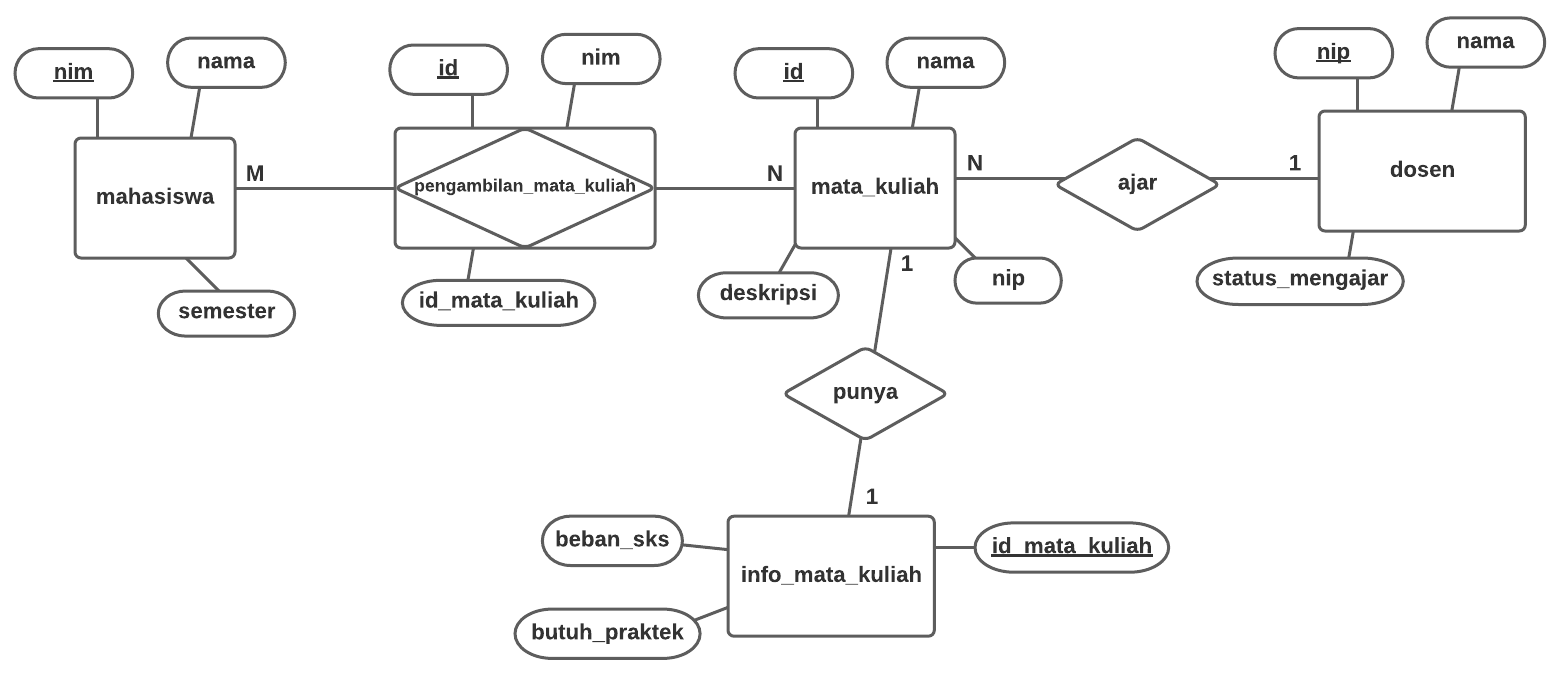 nim
nama
id
nim
id
nama
nip
nama
mahasiswa
M
pengambilan_mata_kuliah
N
mata_kuliah
N
ajar
1
dosen
semester
id_mata_kuliah
deskripsi
1
nip
status_mengajar
punya
1
beban_sks
info_mata_kuliah
id_mata_kuliah
butuh_praktek